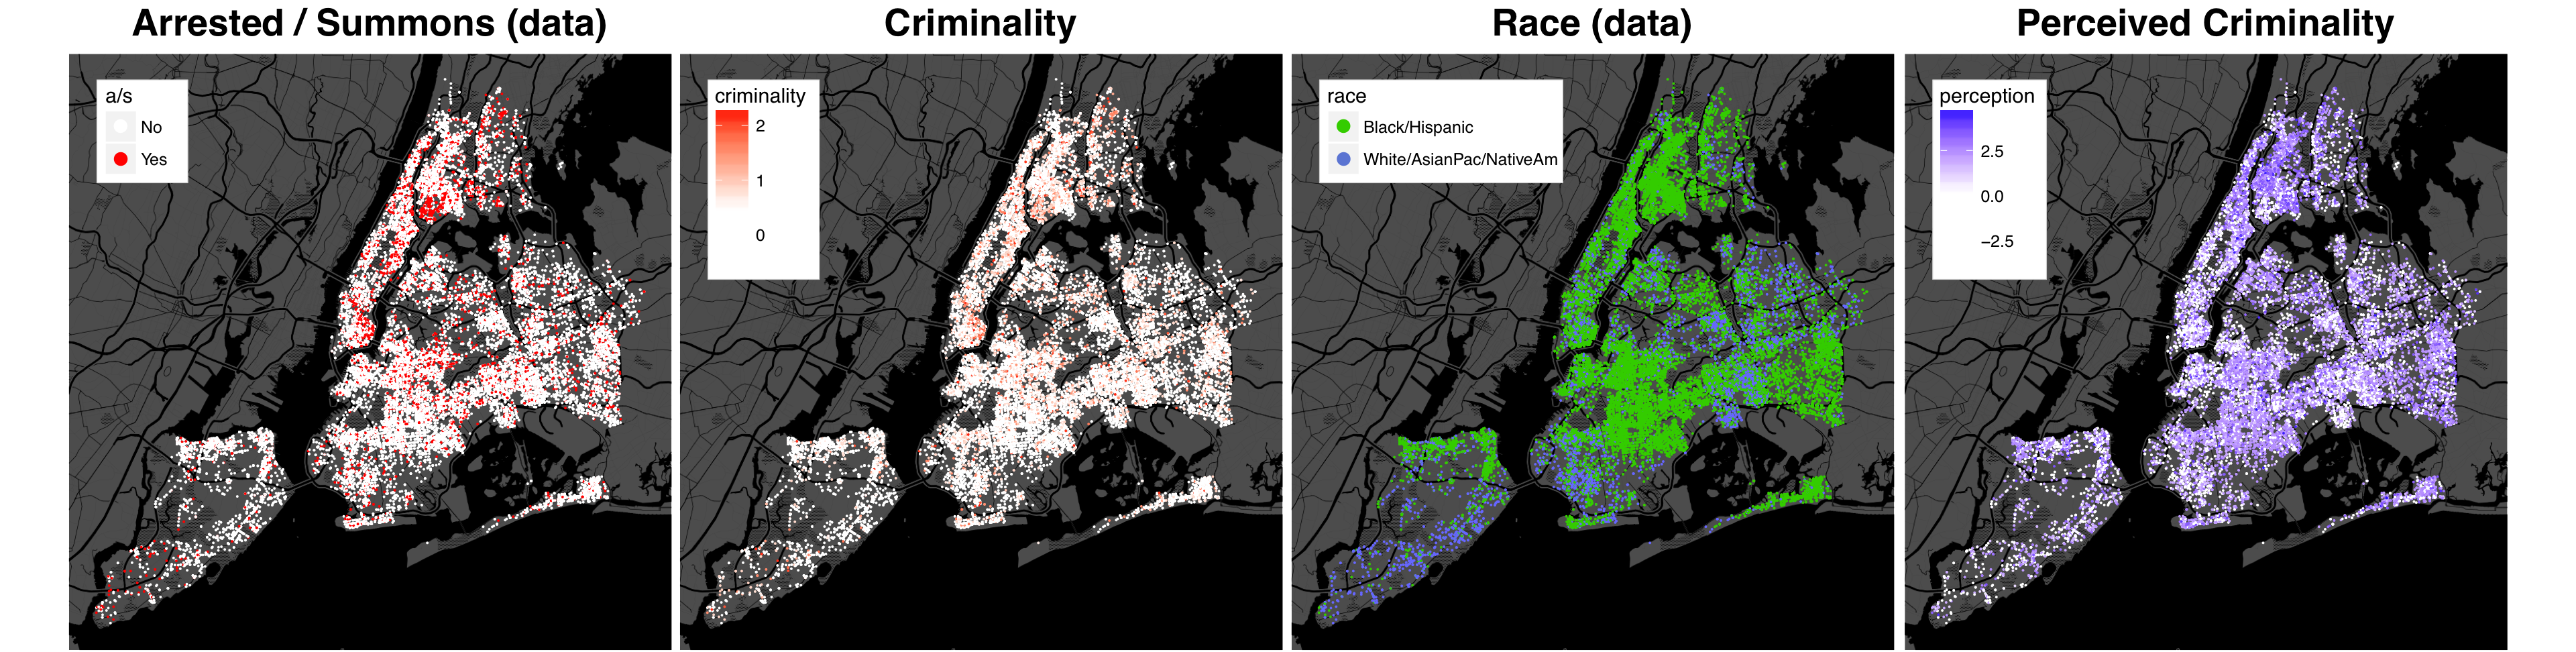 Arrested / Summons (data)
a/s
No
Yes
Criminality
criminality
2
1
0
Race (data)
race
Black/Hispanic
White/AsianPac/NativeAm
Perceived Criminality
perception
2.5
0.0
−2.5